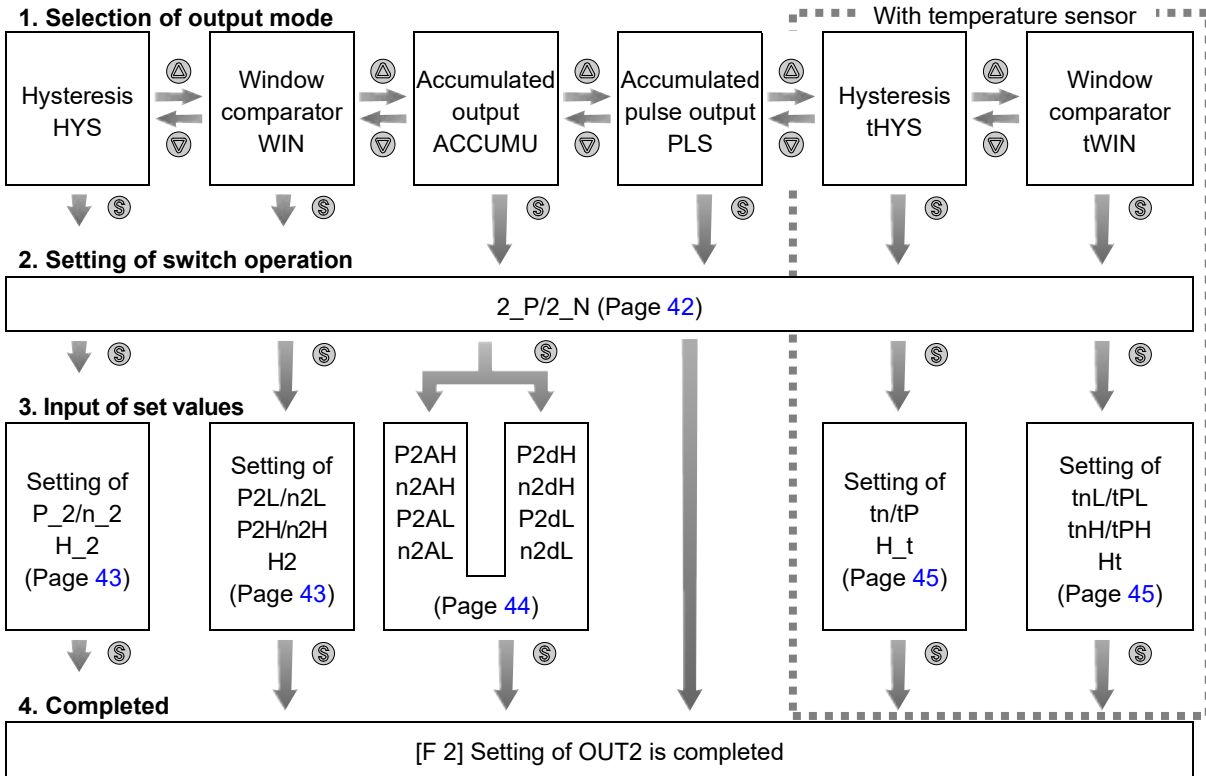 1. Selection of output mode
With temperature sensor
Hysteresis
HYS
Window
comparator
WIN
Accumulated
output
ACCUMU
Accumulated
pulse output
PLS
Hysteresis
tHYS
Window
comparator
tWIN
S
S
S
S
S
S
2. Setting of switch operation
2_P/2_N (Page 42)
S
S
S
S
S
3. Input of set values
Setting of
P_2/n_2
H_2
(Page 43)
Setting of
P2L/n2L
P2H/n2H
H2
(Page 43)
P2AH
n2AH
P2AL
n2AL
P2dH
n2dH
P2dL
n2dL
(Page 44)
Setting of
tn/tP
H_t
(Page 45)
Setting of
tnL/tPL
tnH/tPH
Ht
(Page 45)
S
S
S
S
S
4. Completed
[F 2] Setting of OUT2 is completed